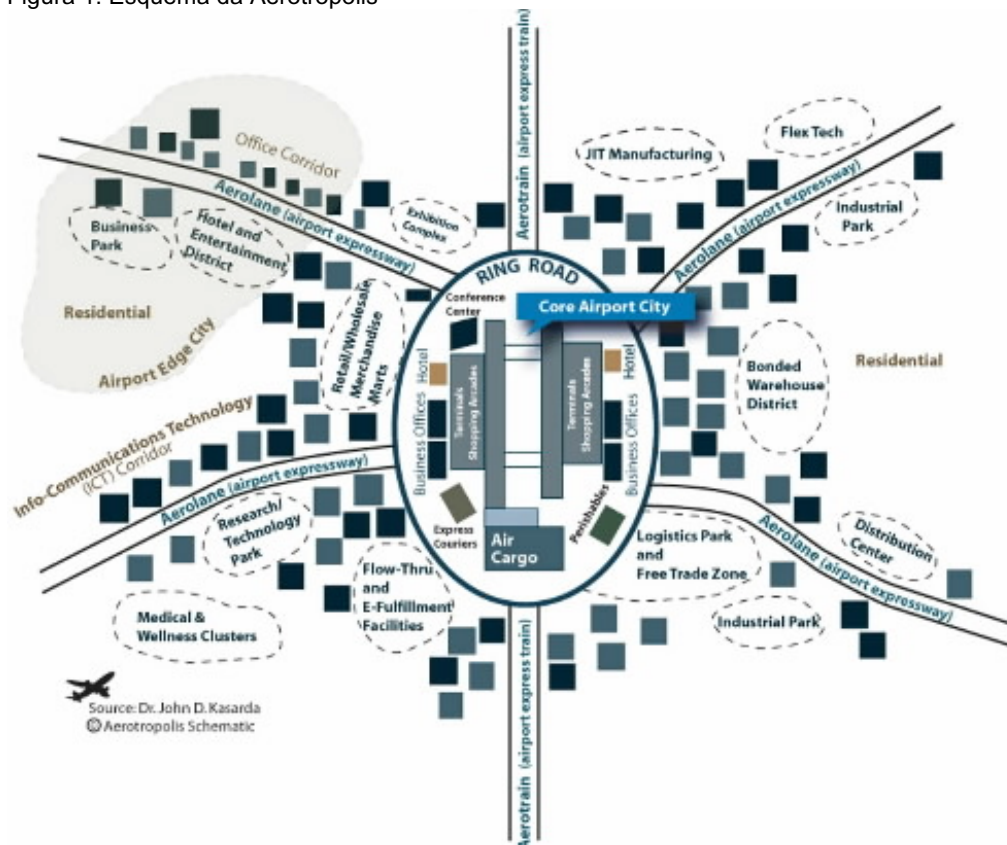 Figura 1: Esquema da Aerotropolis
Aerotrain (airport express train)
Office Corridor
Aerolane (airport expressway)
Business
Park
Hotel and
Entertainment
District
Exhibition
Complex
JIT Manufacturing
Flex Tech
Aerolane (airport expressway)
Industrial
Park
Residential
Airport Edge City
Retail/Wholesale
Merchandise
Marts
RING ROAD
Conference
Center
Core Airport City
Hotel
Business Offices
Terminals
Shopping Arcades
Terminals
Shopping Arcades
Hotel
Business Offices
Bonded
Warehouse
District
Residential
Info-Communications Technology
(ICT) Corridor
Aerolane (airport expressway)
Research/
Technology
Park
Express
Couriers
Air
Cargo
Perishables
Logistics Park
and
Free Trade Zone
Aerolane (airport expressway)
Distribution
Center
Flow-Thru
and
E-Fulfillment
Facilities
Medical &
Wellness Clusters
Industrial Park
Aerotrain (airport express train)
Source: Dr. John D. Kasarda
© Aerotropolis Schematic